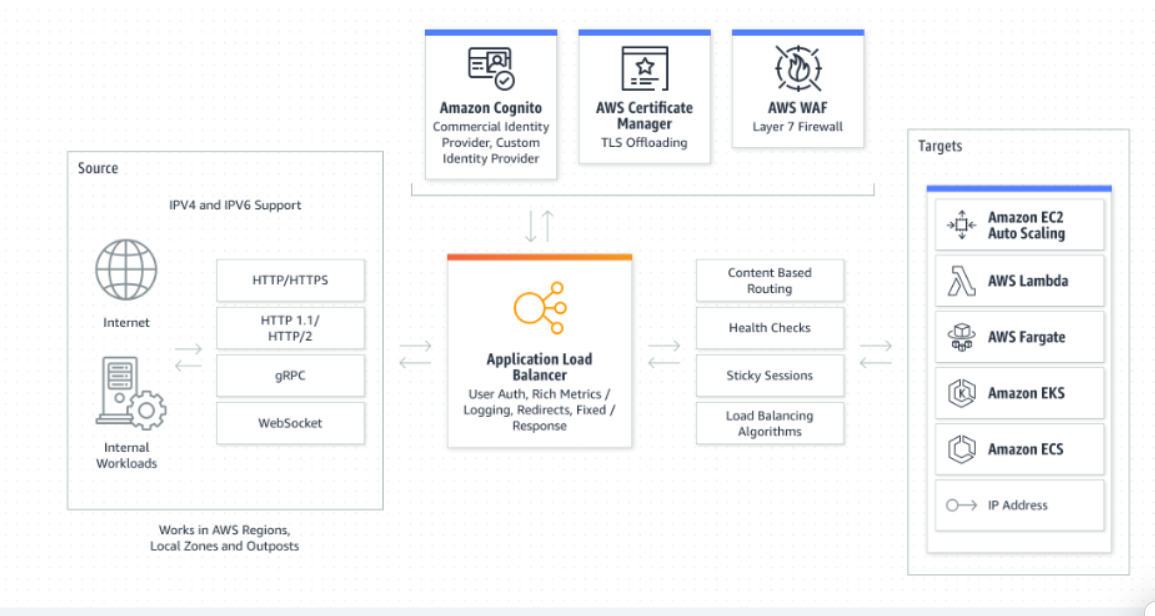 Amazon Cognito
Commercial Identity
Provider, Custom
Identity Provider
AWS Certificate
Manager
TLS Offloading
AWS WAF
Layer 7 Firewall
Source
IPV4 and IPV6 Support
Internet
Internal
Workloads
HTTP/HTTPS
HTTP 1.1/
HTTP/2
gRPC
WebSocket
Works in AWS Regions,
Local Zones and Outposts
Application Load
Balancer
User Auth, Rich Metrics /
Logging, Redirects, Fixed /
Response
Content Based
Routing
Health Checks
Sticky Sessions
Load Balancing
Algorithms
Targets
Amazon EC2
Auto Scaling
AWS Lambda
AWS Fargate
K
Amazon EKS
Amazon ECS
IP Address